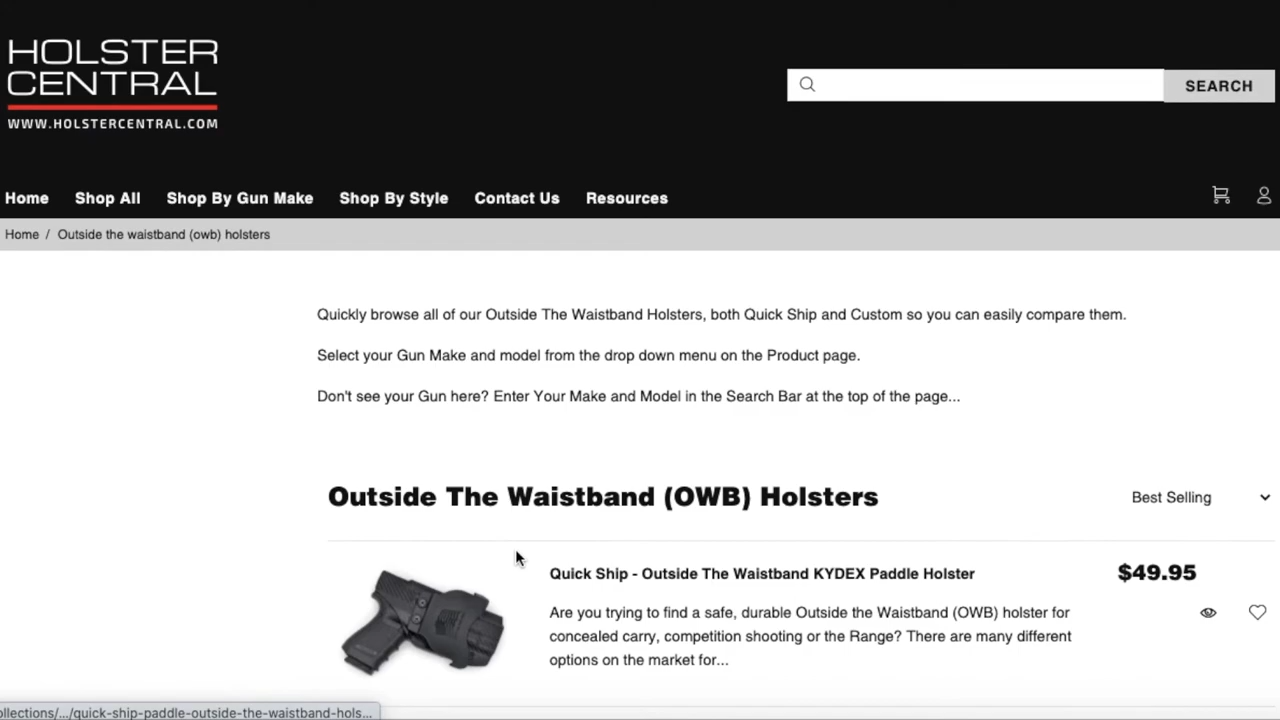 HOLSTER
CENTRAL
WWW.HOLSTERCENTRAL.COM
SEARCH
Home Shop All Shop By Gun Make Shop By Style Contact Us Resources
Home / Outside the waistband (owb) holsters
Quickly browse all of our Outside The Waistband Holsters, both Quick Ship and Custom so you can easily compare them.
Select your Gun Make and model from the drop down menu on the Product page.
Don't see your Gun here? Enter Your Make and Model in the Search Bar at the top of the page...
Outside The Waistband (OWB) Holsters
Best Selling
Quick Ship - Outside The Waistband KYDEX Paddle Holster
$49.95
Are you trying to find a safe, durable Outside the Waistband (OWB) holster for
concealed carry, competition shooting or the Range? There are many different
options on the market for...
ollections/.../quick-ship-paddle-outside-the-waistband-hols...